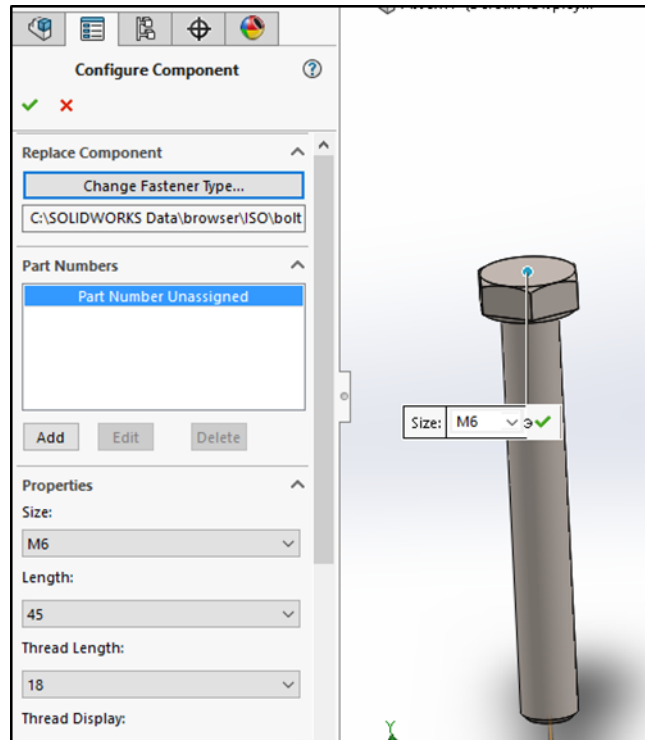 Configure Component
Replace Component
Change Fastener Type...
C:\SOLIDWORKS Data\browser\ISO\bolt
Part Numbers
Part Number Unassigned
Add Edit Delete
Properties
Size:
M6
Length:
45
Thread Length:
18
Thread Display:
Size: M6
Y